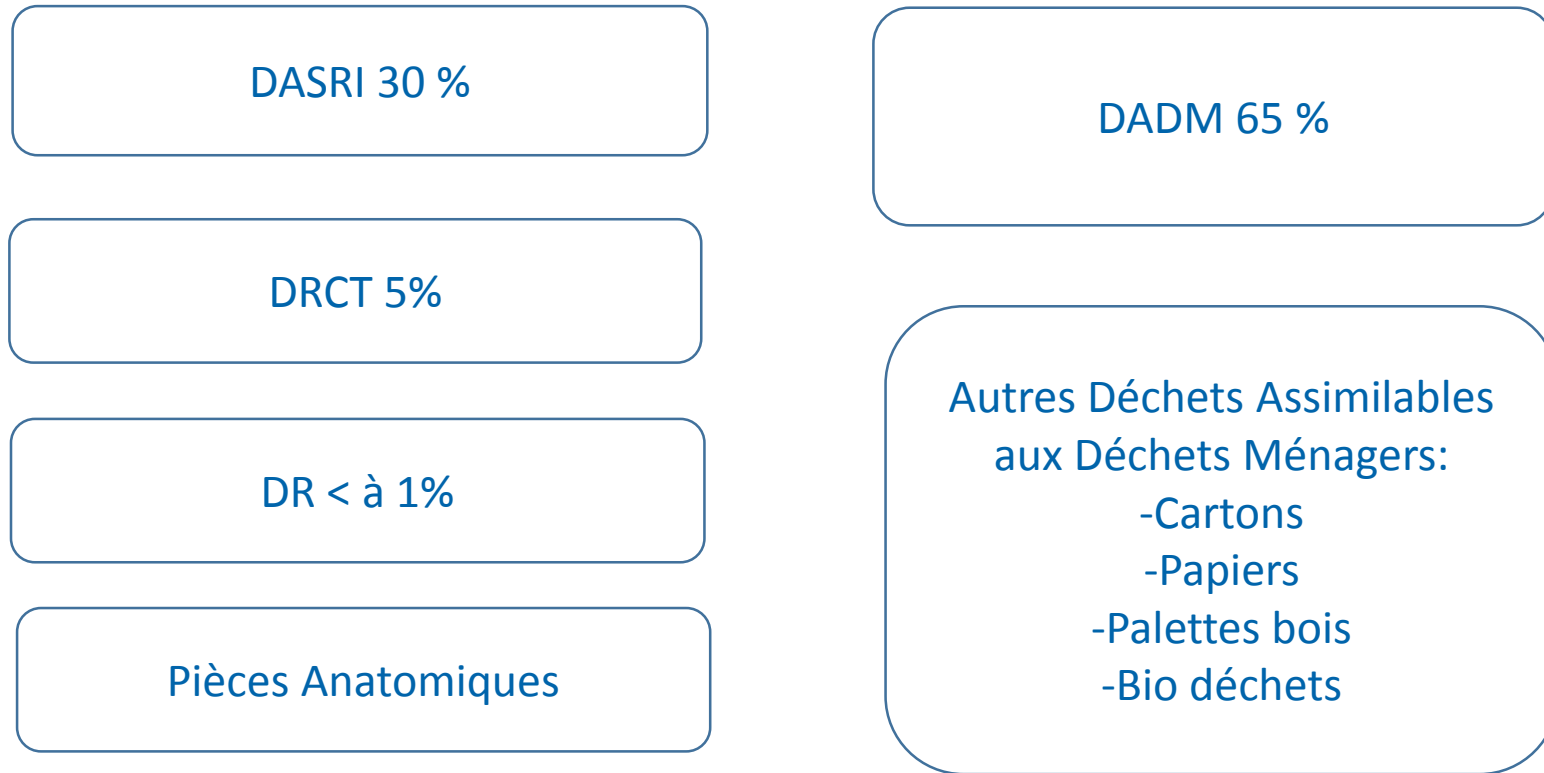 DASRI 30 %
DRCT 5%
DR < à 1%
Pièces Anatomiques
DADM 65 %
Autres Déchets Assimilables
aux Déchets Ménagers:
-Cartons
-Papiers
-Palettes bois
-Bio déchets